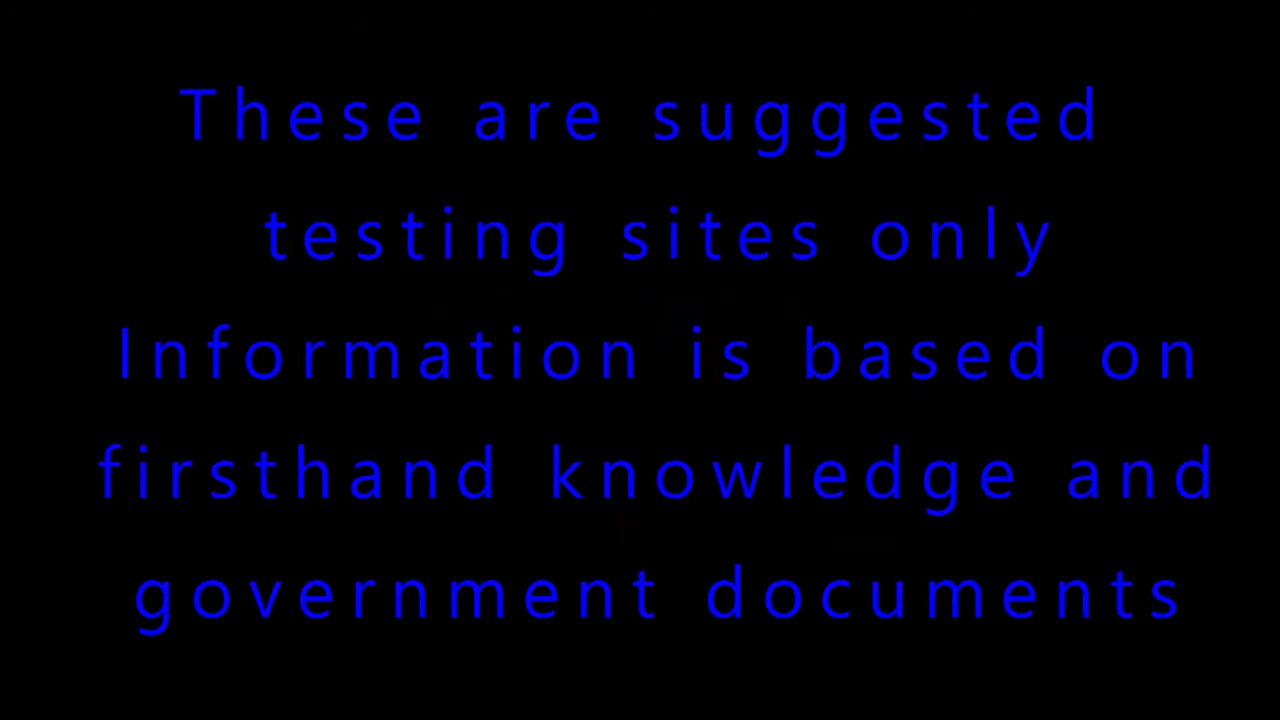 These are suggested
testing sites only
Information is based on
firsthand knowledge and
government documents